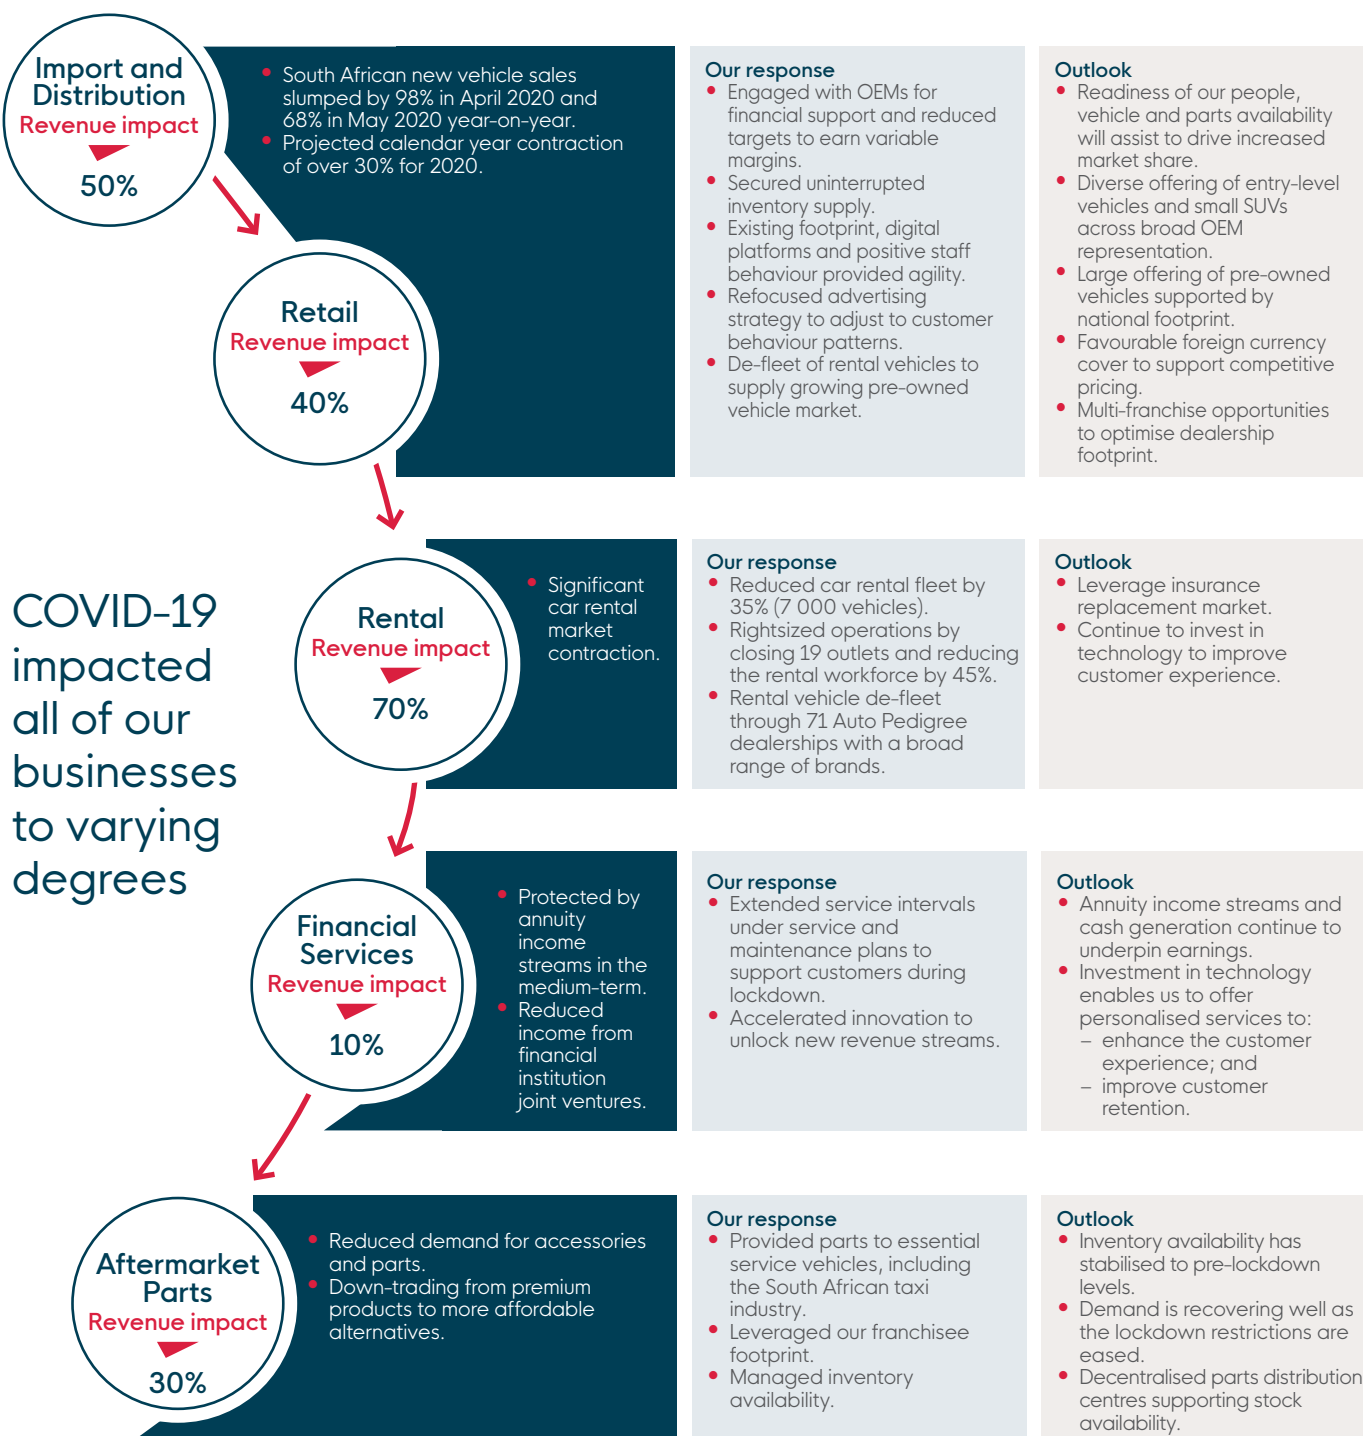 Import and
Distribution
Revenue impact
50%
• South African new vehicle sales
slumped by 98% in April 2020 and
68% in May 2020 year-on-year.
• Projected calendar year contraction
of over 30% for 2020.
Retail
Revenue impact
40%
Our response
• Engaged with OEMs for
financial support and reduced
targets to earn variable
margins.
• Secured uninterrupted
inventory supply.
• Existing footprint, digital
platforms and positive staff
behaviour provided agility.
• Refocused advertising
strategy to adjust to customer
behaviour patterns.
• De-fleet of rental vehicles to
supply growing pre-owned
vehicle market.
Outlook
• Readiness of our people,
vehicle and parts availability
will assist to drive increased
market share.
• Diverse offering of entry-level
vehicles and small SUVs
across broad OEM
representation.
• Large offering of pre-owned
vehicles supported by
national footprint.
• Favourable foreign currency
cover to support competitive
pricing.
• Multi-franchise opportunities
to optimise dealership
footprint.
COVID-19
impacted
all of our
businesses
to varying
degrees
Rental
Revenue impact
70%
• Significant
car rental
market
contraction.
Our response
• Reduced car rental fleet by
35% (7 000 vehicles).
• Rightsized operations by
closing 19 outlets and reducing
the rental workforce by 45%.
• Rental vehicle de-fleet
through 71 Auto Pedigree
dealerships with a broad
range of brands.
Outlook
• Leverage insurance
replacement market.
• Continue to invest in
technology to improve
customer experience.
Financial
Services
Revenue impact
10%
• Protected by
annuity
income
streams in the
medium-term.
• Reduced
income from
financial
institution
joint ventures.
Our response
• Extended service intervals
under service and
maintenance plans to
support customers during
lockdown.
• Accelerated innovation to
unlock new revenue streams.
Outlook
• Annuity income streams and
cash generation continue to
underpin earnings.
• Investment in technology
enables us to offer
personalised services to:
– enhance the customer
experience; and
– improve customer
retention.
Aftermarket
Parts
Revenue impact
30%
• Reduced demand for accessories
and parts.
• Down-trading from premium
products to more affordable
alternatives.
Our response
• Provided parts to essential
service vehicles, including
the South African taxi
industry.
• Leveraged our franchisee
footprint.
• Managed inventory
availability.
Outlook
• Inventory availability has
stabilised to pre-lockdown
levels.
• Demand is recovering well as
the lockdown restrictions are
eased.
• Decentralised parts distribution
centres supporting stock
availability.